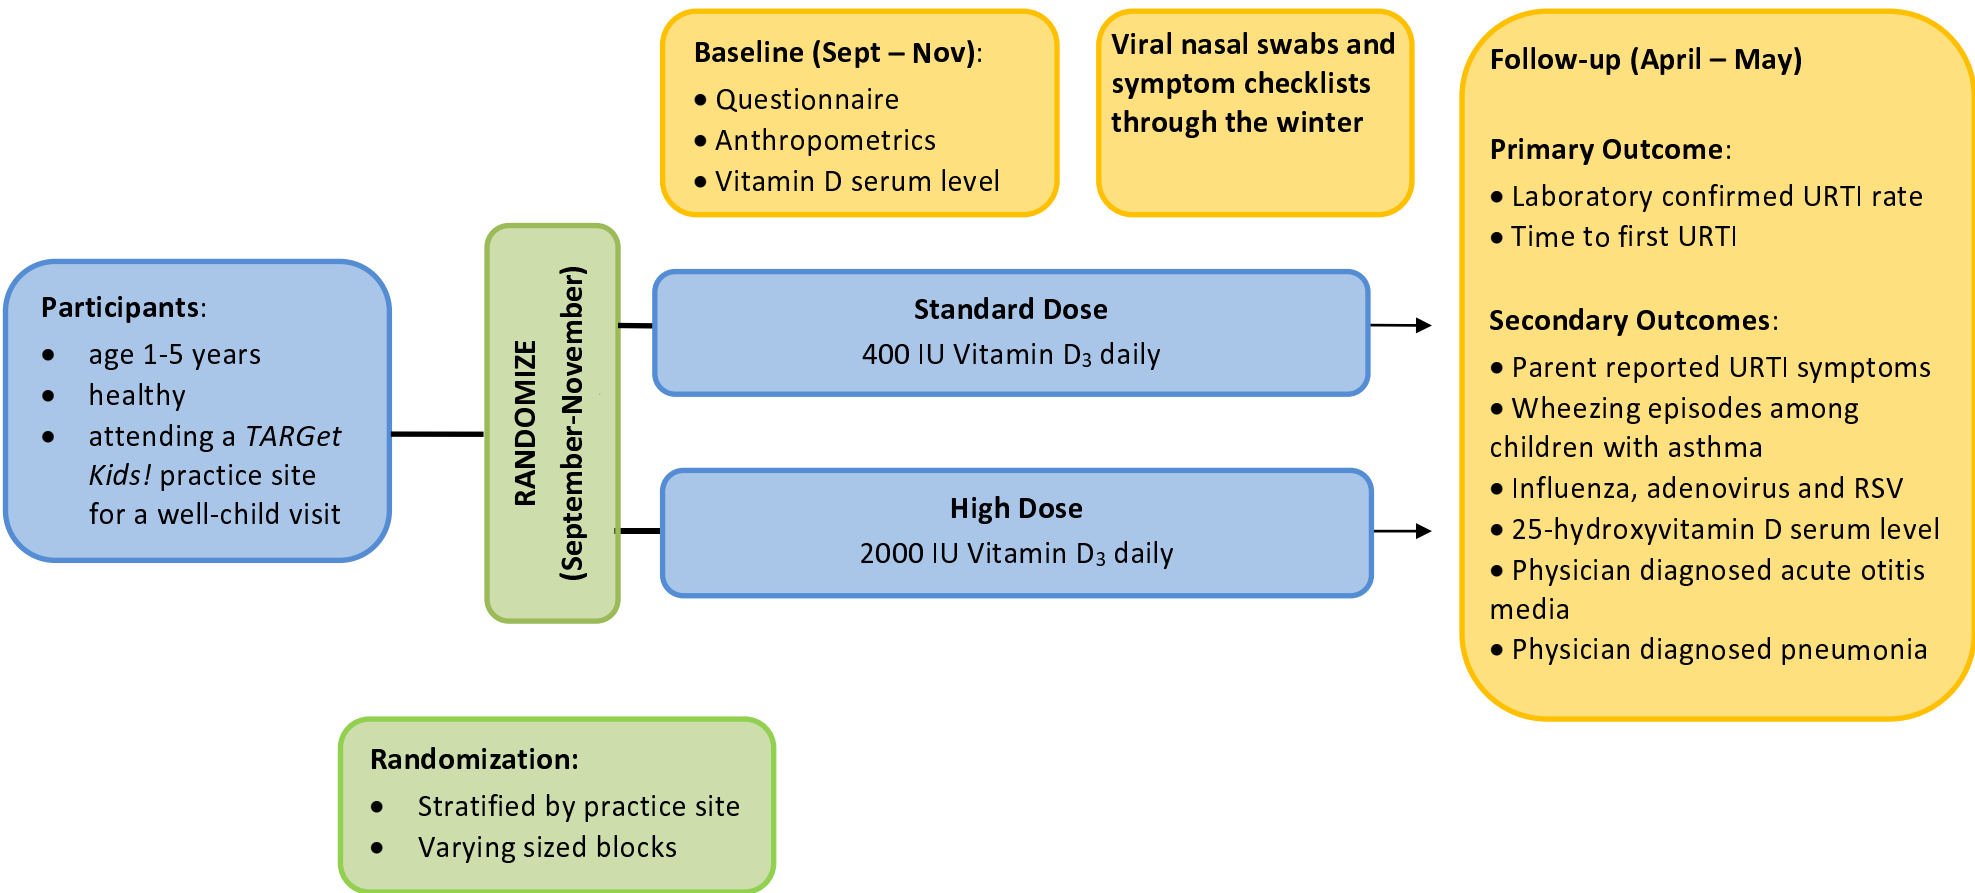 Participants:
• age 1-5 years
• healthy
• attending a TARGet
Kids! practice site
for a well-child visit
RANDOMIZE
(September-November)
Baseline (Sept – Nov):
• Questionnaire
• Anthropometrics
• Vitamin D serum level
Viral nasal swabs and
symptom checklists
through the winter
Standard Dose
400 IU Vitamin D₃ daily
High Dose
2000 IU Vitamin D₃ daily
Follow-up (April – May)
Primary Outcome:
• Laboratory confirmed URTI rate
• Time to first URTI
Secondary Outcomes:
• Parent reported URTI symptoms
• Wheezing episodes among
children with asthma
• Influenza, adenovirus and RSV
• 25-hydroxyvitamin D serum level
• Physician diagnosed acute otitis
media
• Physician diagnosed pneumonia
Randomization:
• Stratified by practice site
• Varying sized blocks